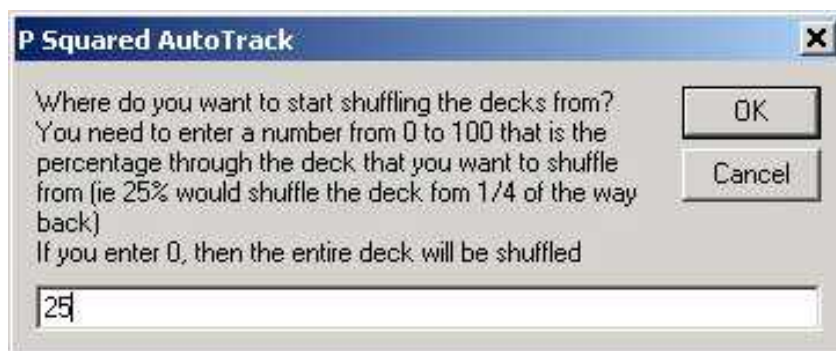 P Squared AutoTrack
Where do you want to start shuffling the decks from?
You need to enter a number from 0 to 100 that is the
percentage through the deck that you want to shuffle
from (ie 25% would shuffle the deck fom 1/4 of the way
back)
If you enter 0, then the entire deck will be shuffled
OK
Cancel
25